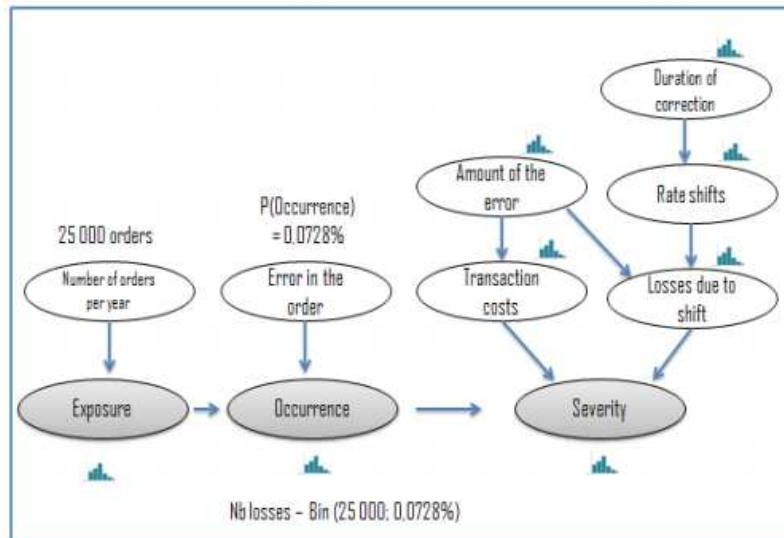 Duration of
correction
Amount of the
error
Rate shifts
P(Occurrence)
= 0,0728%
25 000 orders
Number of orders
per year
Error in the
order
Transaction
costs
Losses due to
shift
Exposure
Occurrence
Severity
Nb losses – Bin (25 000; 0,0728%)